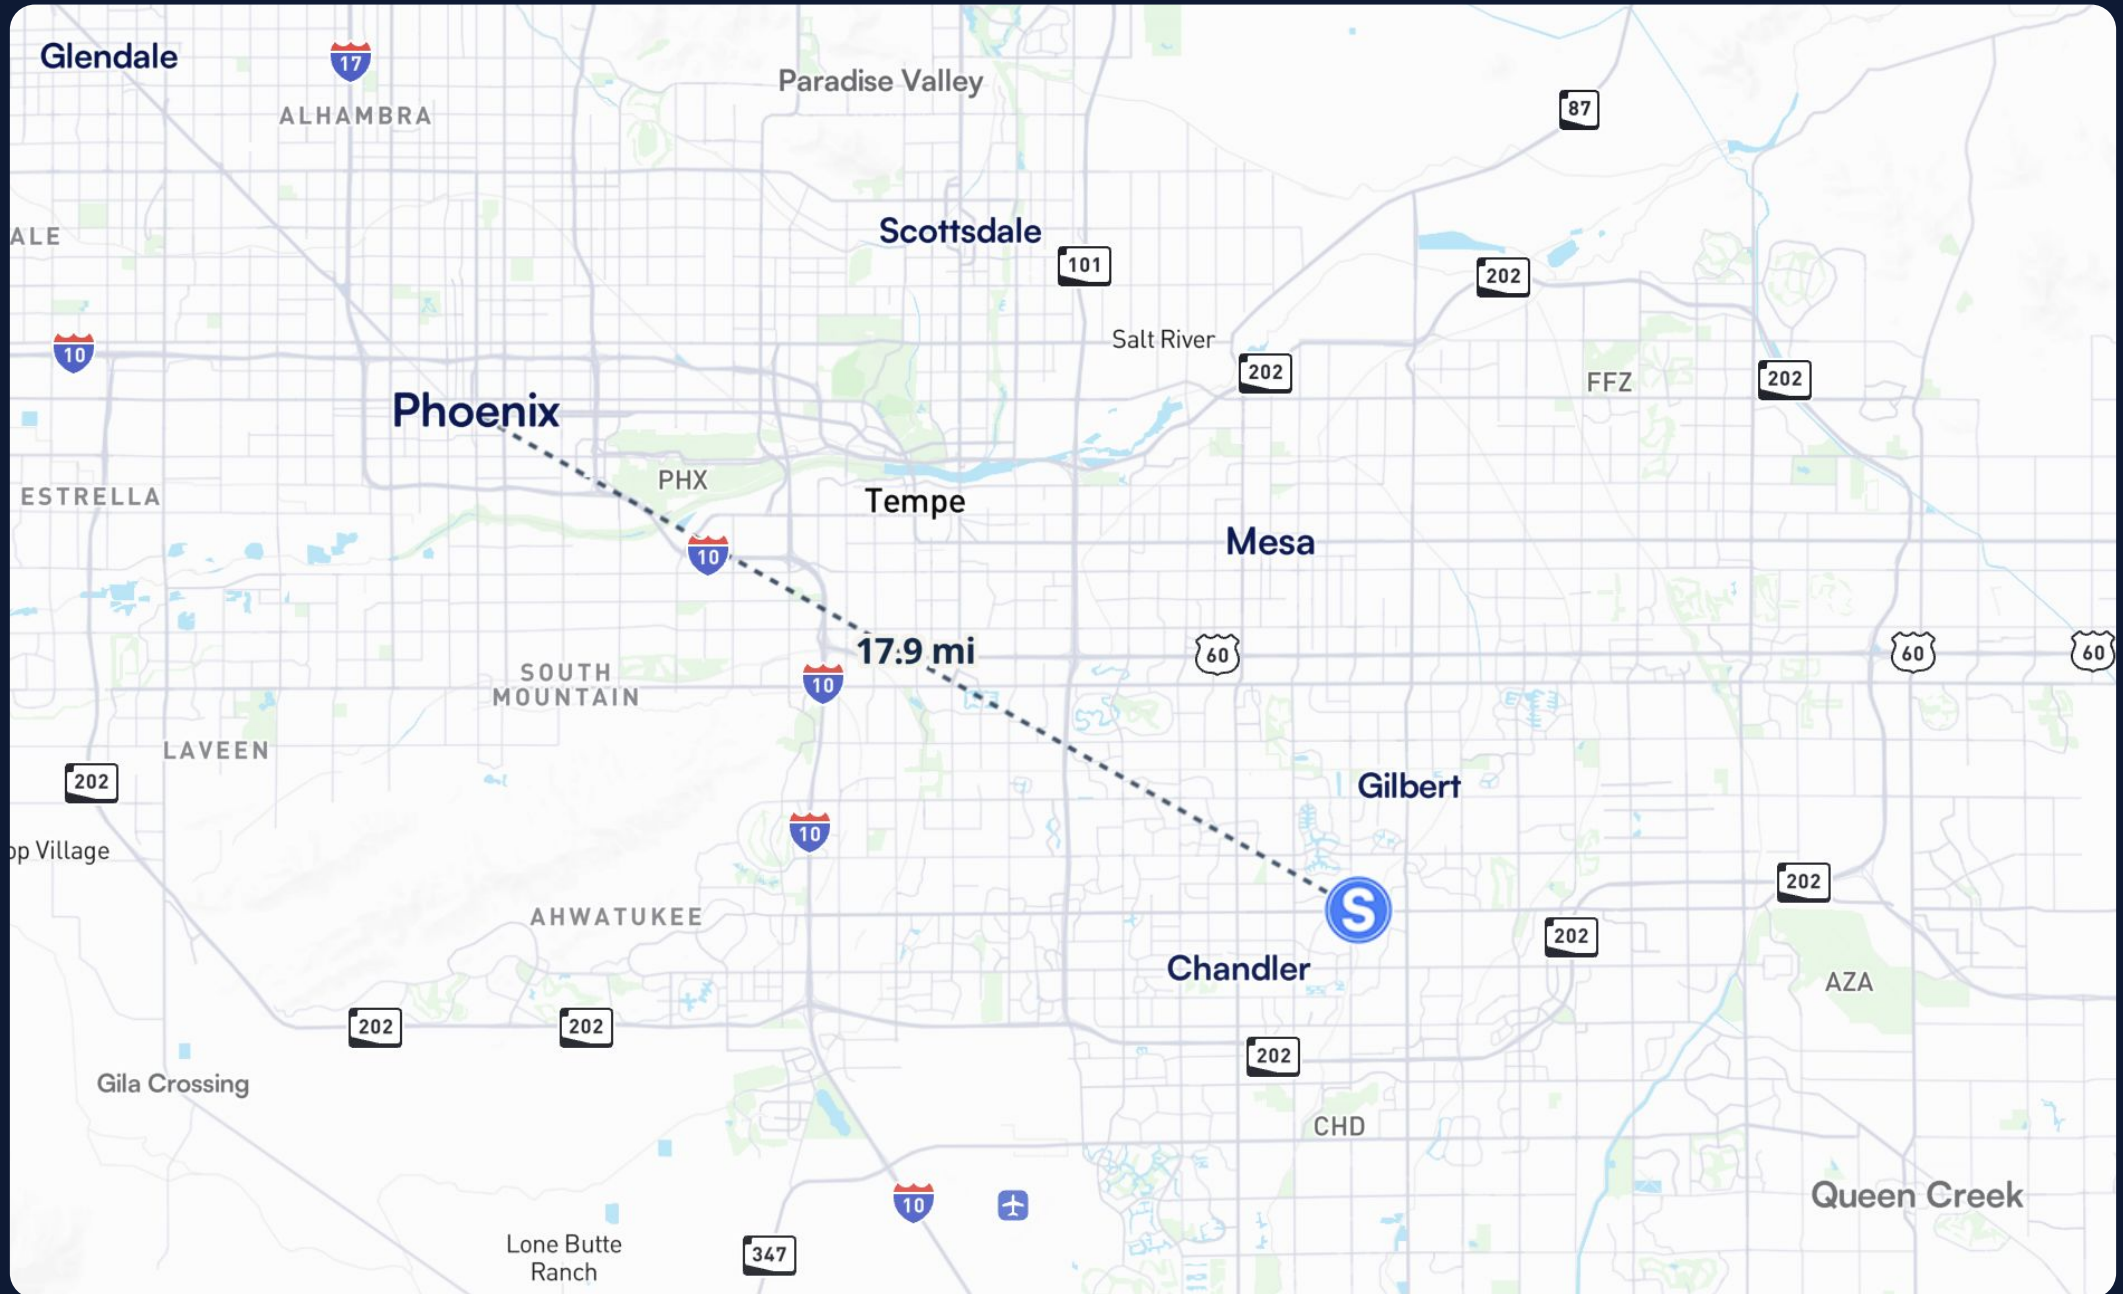 Glendale
17
Paradise Valley
ALHAMBRA
87
Scottsdale
ALE
101
202
Salt River
10
202
FFZ
202
Phoenix
PHX
ESTRELLA
Tempe
Mesa
10
17.9 mi
60
60
60
SOUTH
MOUNTAIN
10
LAVEEN
202
Gilbert
10
op Village
202
S
AHWATUKEE
202
Chandler
AZA
202
202
202
Gila Crossing
CHD
Queen Creek
10
Lone Butte
Ranch
347